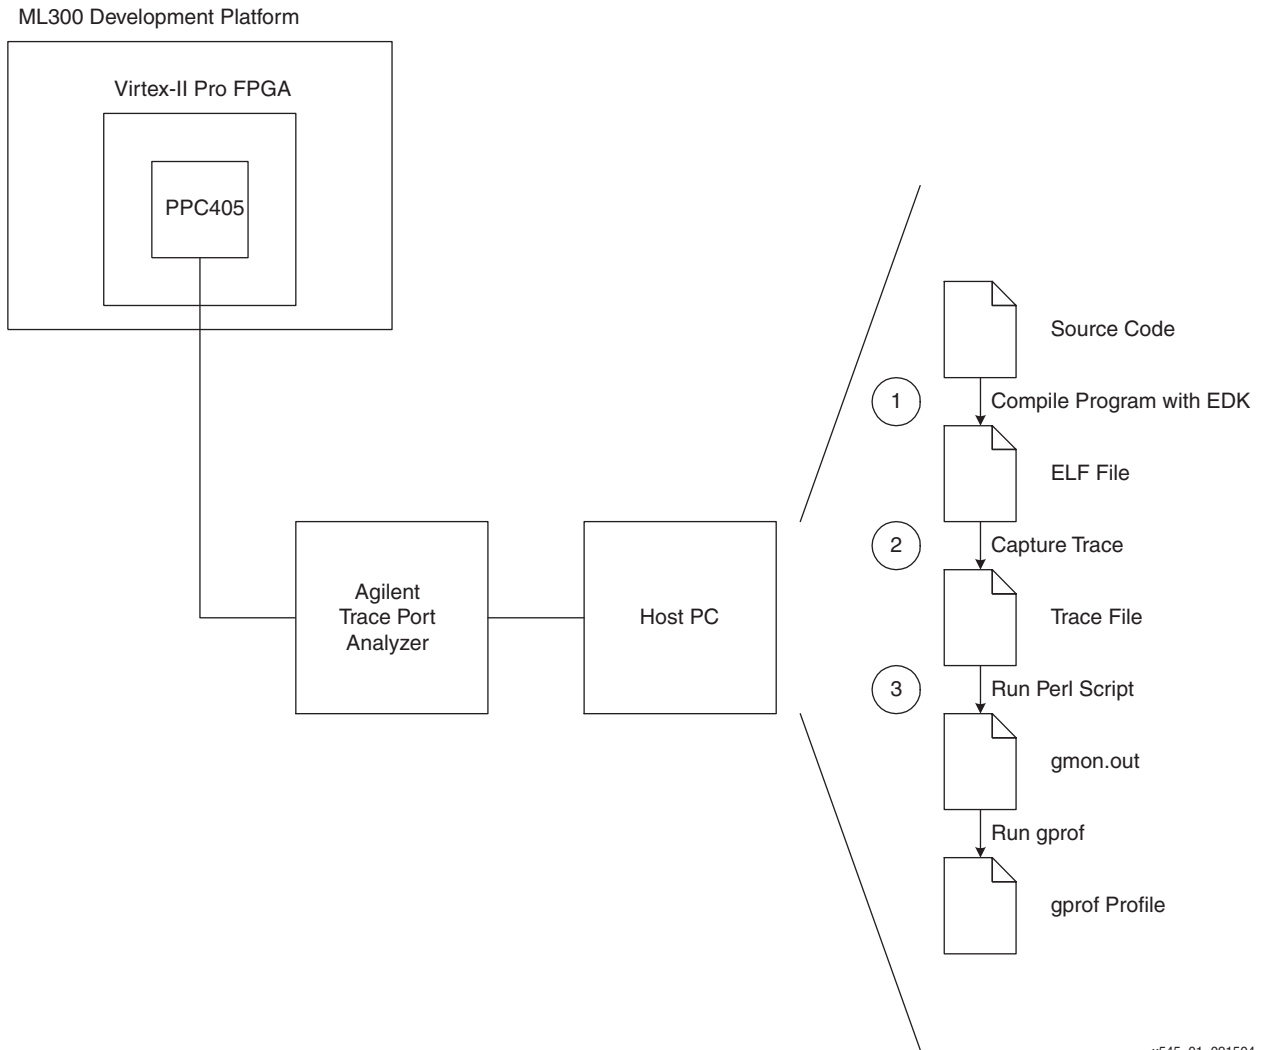 ML300 Development Platform
Virtex-II Pro FPGA
PPC405
Agilent
Trace Port
Analyzer
Host PC
Source Code
1
Compile Program with EDK
ELF File
2
Capture Trace
Trace File
3
Run Perl Script
gmon.out
Run gprof
gprof Profile